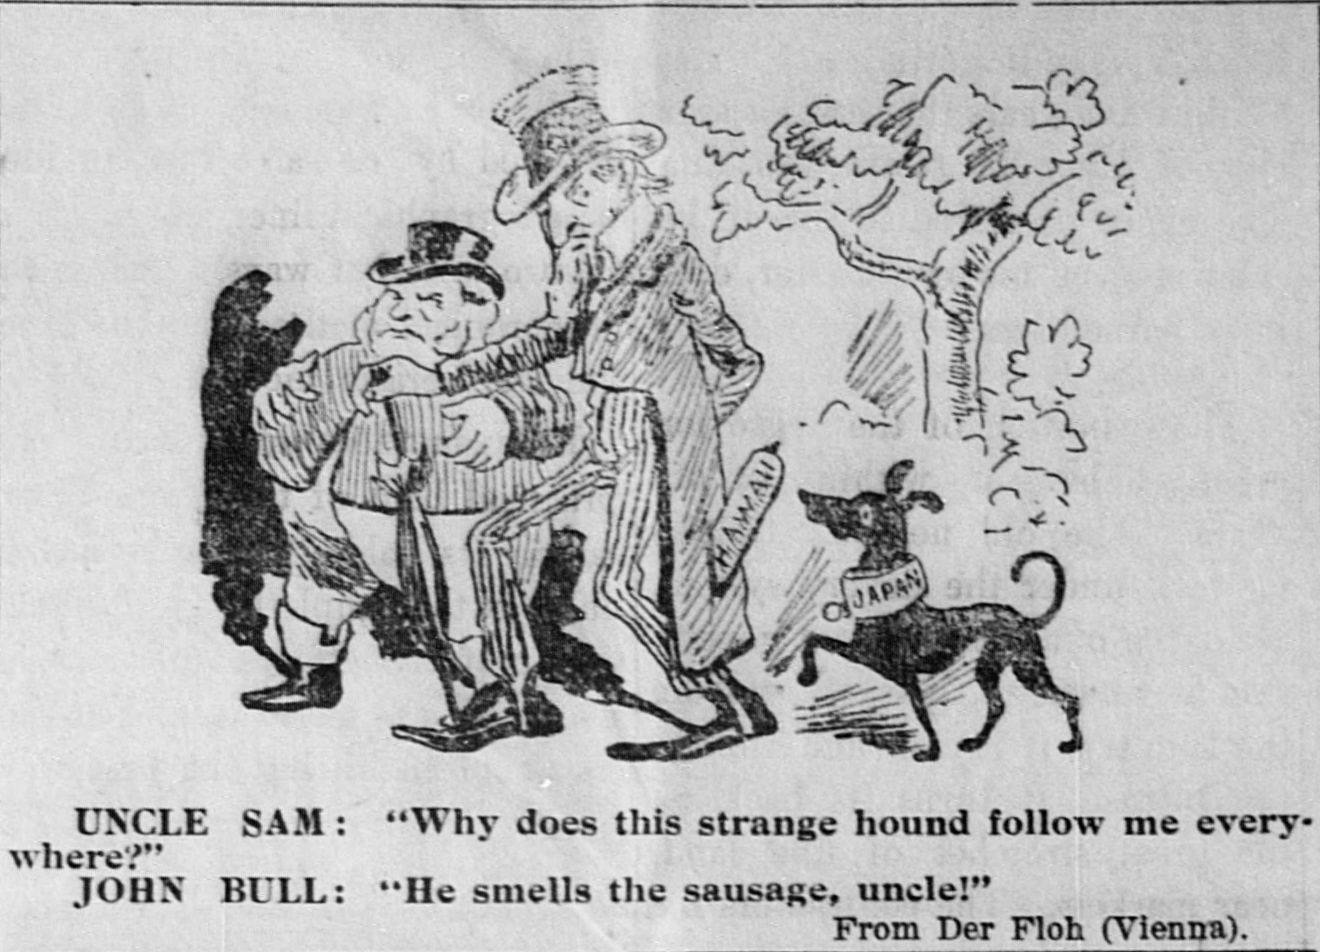 HAWAII
JAPAN
UNCLE SAM: "Why does this strange hound follow me every-
where?"
JOHN BULL: "He smells the sausage, uncle!"
From Der Floh (Vienna).